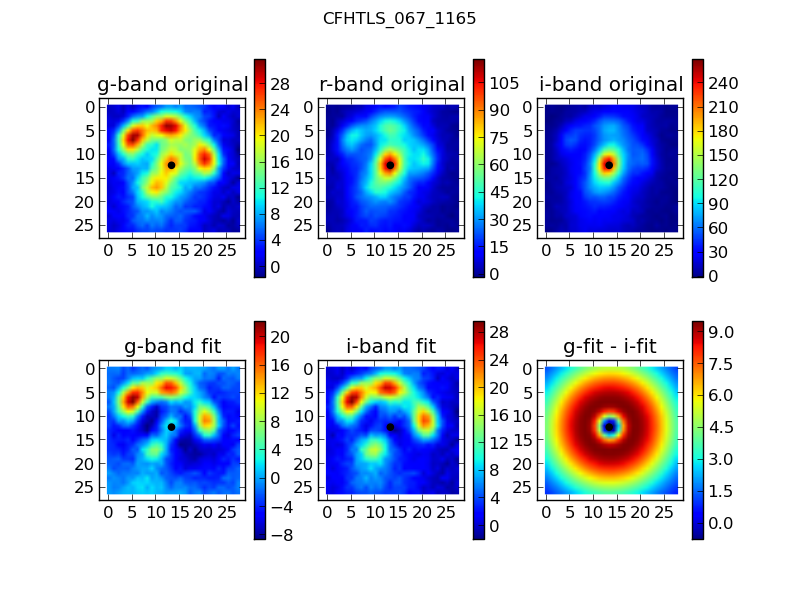 CFHTLS_067_1165
g-band original r-band original i-band original
0 5 10 15 20 25
0 5 10 15 20 25
28 24 20 16 12 8 4 0
0 5 10 15 20 25
0 5 10 15 20 25
105 90 75 60 45 30 15 0
0 5 10 15 20 25
0 5 10 15 20 25
240 210 180 150 120 90 60 30 0
g-band fit i-band fit g-fit - i-fit
0 5 10 15 20 25
0 5 10 15 20 25
20 16 12 8 4 0 −4 −8
0 5 10 15 20 25
0 5 10 15 20 25
28 24 20 16 12 8 4 0
0 5 10 15 20 25
0 5 10 15 20 25
9.0 7.5 6.0 4.5 3.0 1.5 0.0